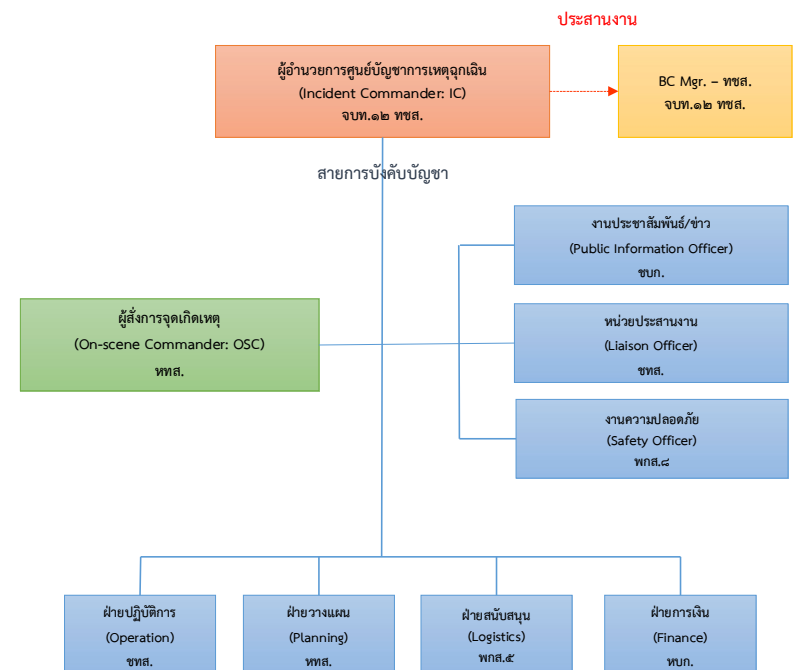 ประสานงาน
ผู้อำนวยการศูนย์บัญชาการเหตุฉุกเฉิน
(Incident Commander: IC)
จบท.๑๒ ทชส.
BC Mgr. – ทชส.
จบท.๑๒ ทชส.
สายการบังคับบัญชา
งานประชาสัมพันธ์/ข่าว
(Public Information Officer)
ชบก.
ผู้สั่งการจุดเกิดเหตุ
(On-scene Commander: OSC)
หทส.
หน่วยประสานงาน
(Liaison Officer)
ชทส.
งานความปลอดภัย
(Safety Officer)
พกส.๘
ฝ่ายปฏิบัติการ
(Operation)
ชทส.
ฝ่ายวางแผน
(Planning)
หทส.
ฝ่ายสนับสนุน
(Logistics)
พกส.๕
ฝ่ายการเงิน
(Finance)
หบก.